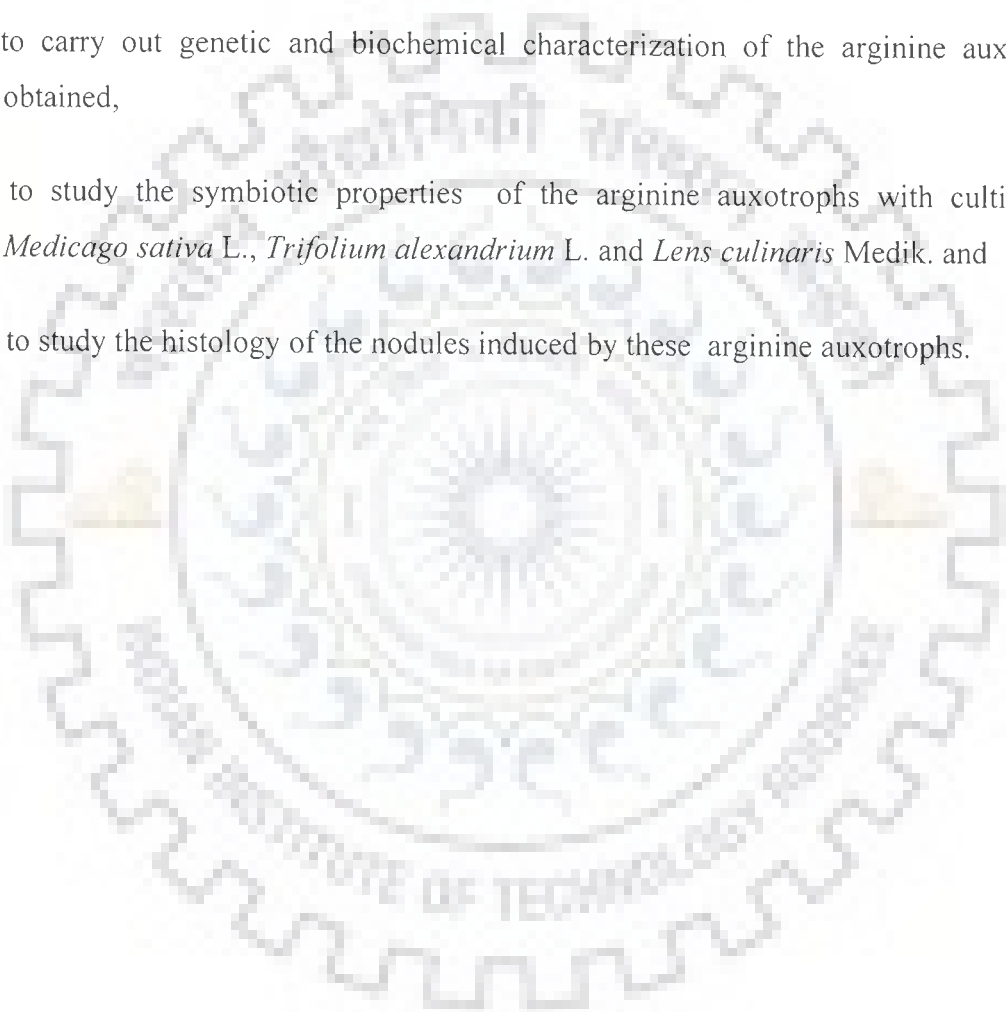 to carry out genetic and biochemical characterization of the arginine aux
obtained,
to study the symbiotic properties of the arginine auxotrophs with culti
Medicago sativa L., Trifolium alexandrium L. and Lens culinaris Medik. and
to study the histology of the nodules induced by these arginine auxotrophs.
INSTITUTE OF TECHNOLOGY